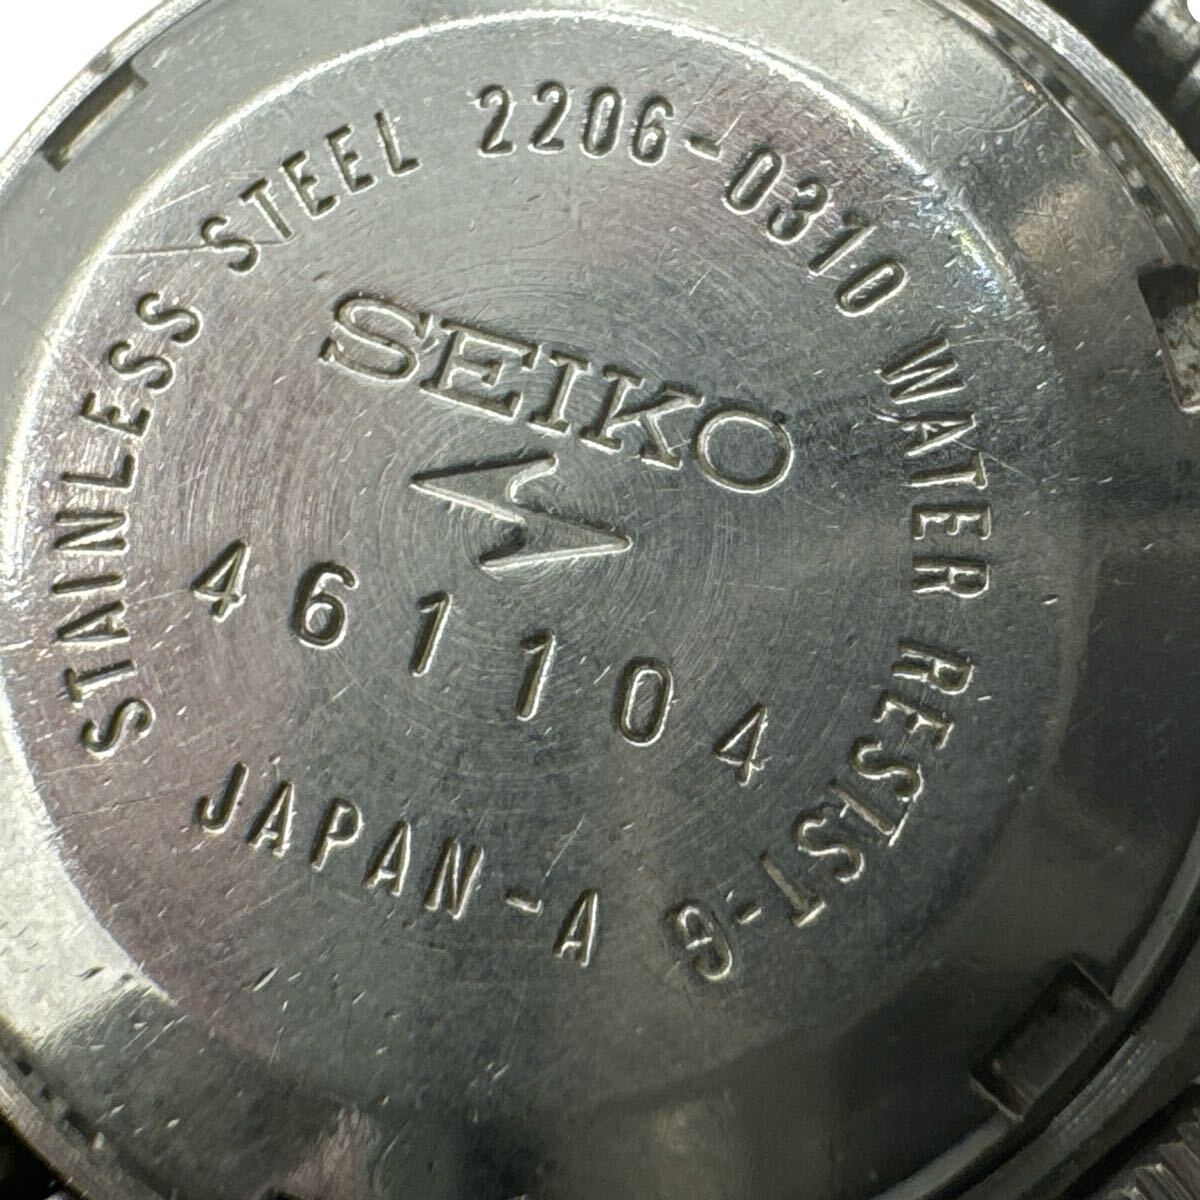 STAINLESS STEEL 2206-0310 WATER RESIST-G
SEIKO
461104
JAPAN-A